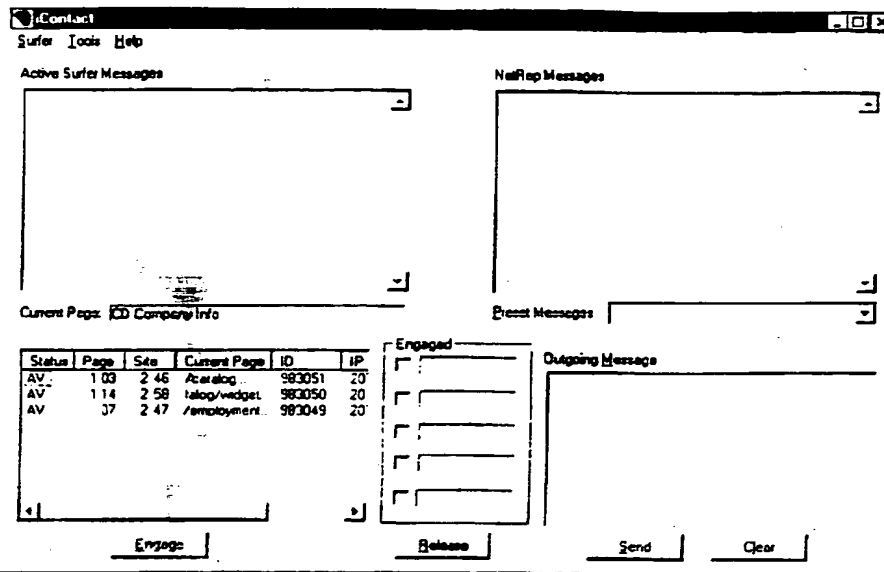 iContact
Surfer Tools Help
Active Surfer Messages
NetRep Messages
Current Page: CD Company Info
Preset Messages
Status Page Site Current Page ID IP
AV 1:03 2:46 /catalog... 983051 20
AV 1:14 2:58 talog/widget. 983050 20
AV 37 2:47 /employment.. 983049 20
Engaged
Outgoing Message
Engage
Release
Send
Clear